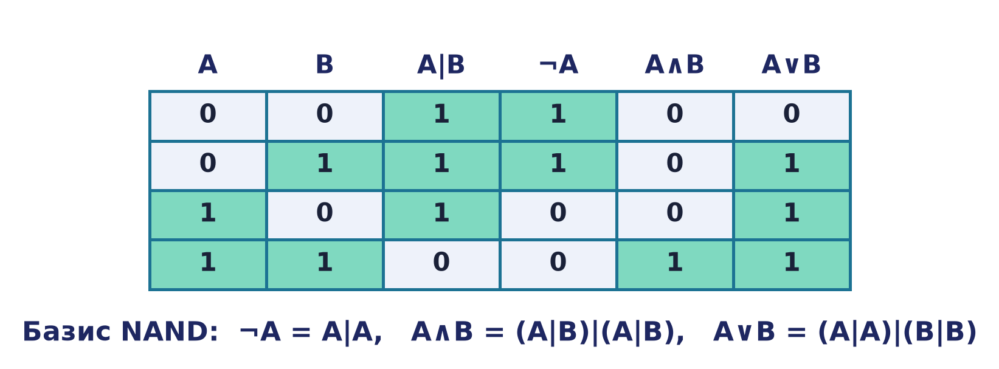 A B A|B ¬A A∧B A∨B
0 0 1 1 0 0
0 1 1 1 0 1
1 0 1 0 0 1
1 1 0 0 1 1
Базис NAND: ¬A = A|A, A∧B = (A|B)|(A|B), A∨B = (A|A)|(B|B)